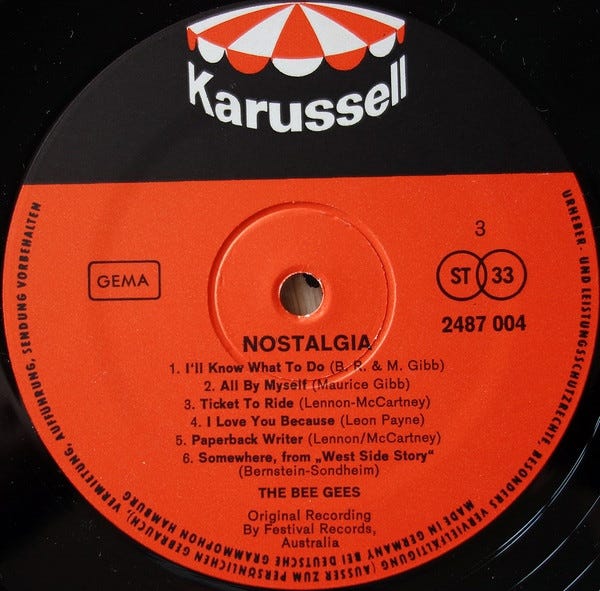 Karussell
3
GEMA
ST 33
2487 004
NOSTALGIA
1. I'll Know What To Do (B. R. & M. Gibb)
2. All By Myself (Maurice Gibb)
3. Ticket To Ride (Lennon-McCartney)
4. I Love You Because (Leon Payne)
5. Paperback Writer (Lennon/McCartney)
6. Somewhere, from „West Side Story“
(Bernstein-Sondheim)
THE BEE GEES
Original Recording
By Festival Records,
Australia
URHEBER- UND LEISTUNGSSCHUTZRECHTE, BESONDERS VERVIELFÄLTIGUNG (AUSSER ZUM PERSÖNLICHEN GEBRAUCH), VERMIETUNG, AUFFÜHRUNG, SENDUNG VORBEHALTEN
MADE IN GERMANY BEI DEUTSCHE GRAMMOPHON HAMBURG